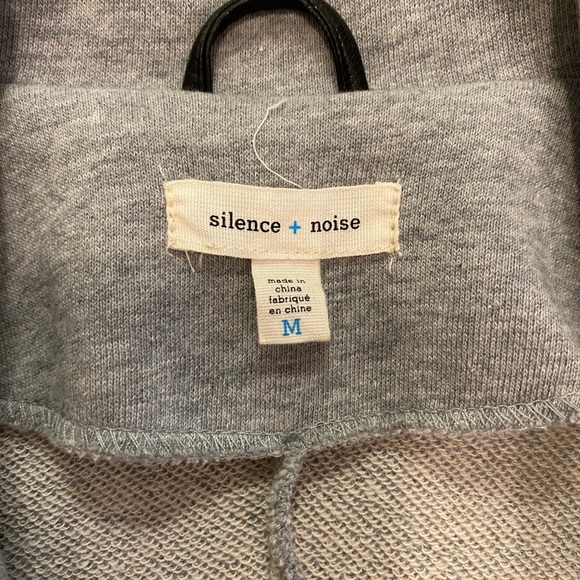 silence + noise
made in
china
fabriqué
en chine
M